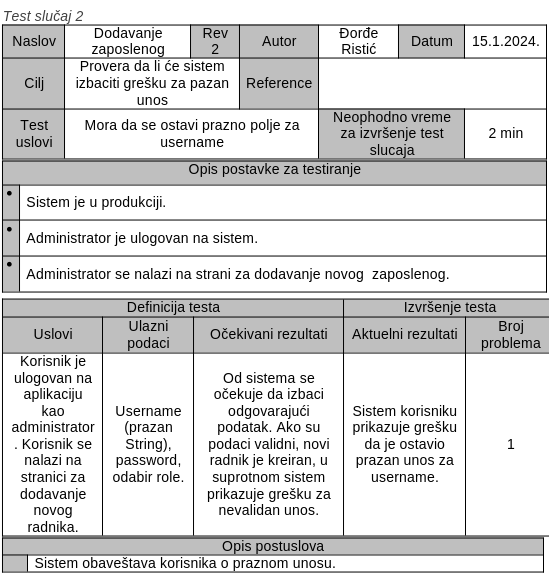 Test slučaj 2
Naslov
Dodavanje
zaposlenog
Rev
2
Autor
Đorđe
Ristić
Datum
15.1.2024.
Cilj
Provera da li će sistem
izbaciti grešku za pazan
unos
Reference
Test
uslovi
Mora da se ostavi prazno polje za
username
Neophodno vreme
za izvršenje test
slucaja
2 min
Opis postavke za testiranje
• Sistem je u produkciji.
• Administrator je ulogovan na sistem.
• Administrator se nalazi na strani za dodavanje novog zaposlenog.
Definicija testa
Izvršenje testa
Uslovi
Ulazni
podaci
Očekivani rezultati
Aktuelni rezultati
Broj
problema
Korisnik je
ulogovan na
aplikaciju
kao
administrator
. Korisnik se
nalazi na
stranici za
dodavanje
novog
radnika.
Username
(prazan
String),
password,
odabir role.
Od sistema se
očekuje da izbaci
odgovarajući
podatak. Ako su
podaci validni, novi
radnik je kreiran, u
suprotnom sistem
prikazuje grešku za
nevalidan unos.
Sistem korisniku
prikazuje grešku
da je ostavio
prazan unos za
username.
1
Opis postuslova
Sistem obaveštava korisnika o praznom unosu.